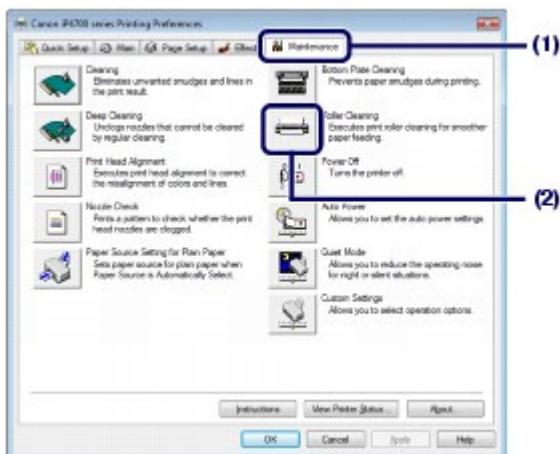 Canon iP4700 series Printing Preferences
Quick Setup Main Page Setup Effects Maintenance
(1)
Cleaning
Eliminates unwanted smudges and lines in
the print result.
Bottom Plate Cleaning
Prevents paper smudges during printing.
Deep Cleaning
Unclogs nozzles that cannot be cleared
by regular cleaning.
Roller Cleaning
Executes print roller cleaning for smoother
paper feeding.
Print Head Alignment
Executes print head alignment to correct
the misalignment of colors and lines.
Power Off
Turns the printer off.
(2)
Nozzle Check
Prints a pattern to check whether the print
head nozzles are clogged.
Auto Power
Allows you to set the auto power settings.
Paper Source Setting for Plain Paper
Sets paper source for plain paper when
Paper Source is Automatically Select.
Quiet Mode
Allows you to reduce the operating noise
for night or silent situations.
Custom Settings
Allows you to select operation options.
Instructions View Printer Status... About
OK Cancel Apply Help